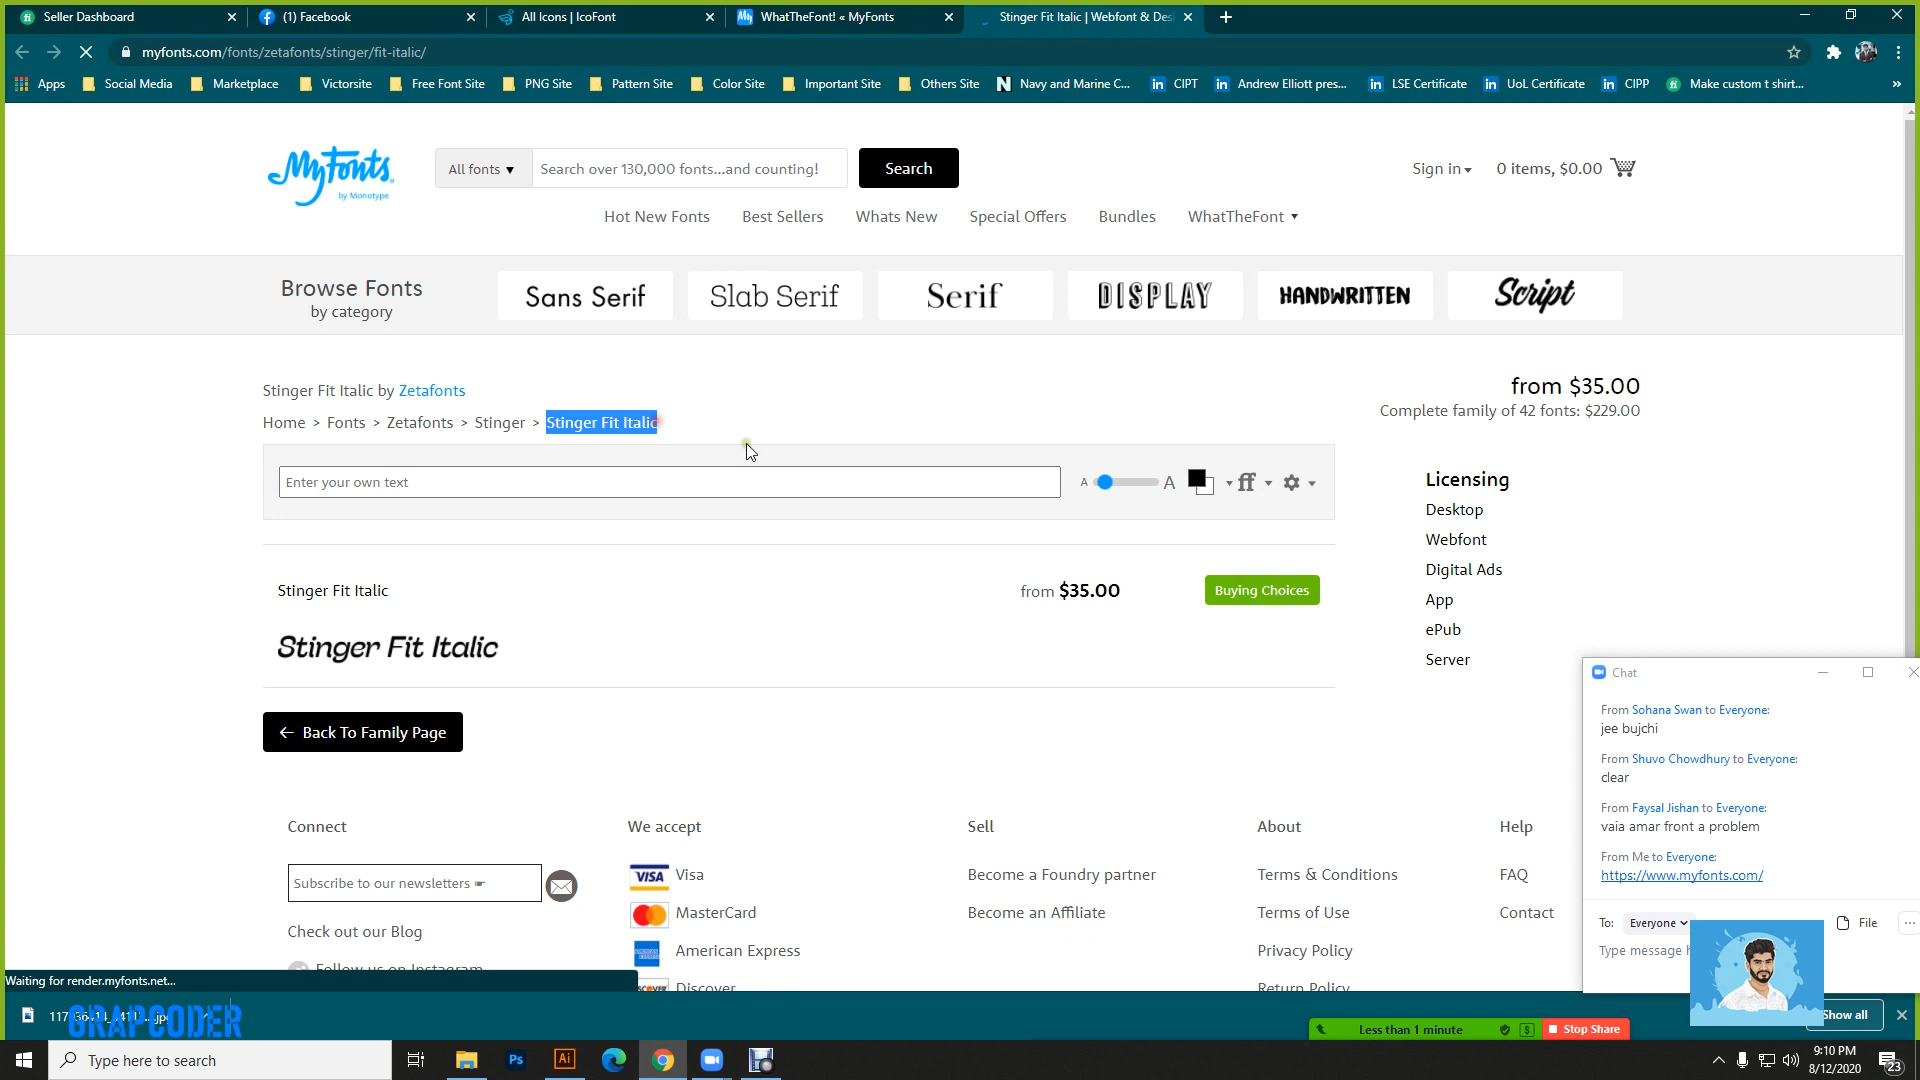 Seller Dashboard
(1) Facebook
All Icons | IcoFont
WhatTheFont! « MyFonts
Stinger Fit Italic | Webfont & Des
myfonts.com/fonts/zetafonts/stinger/fit-italic/
Apps
Social Media
Marketplace
Victorsite
Free Font Site
PNG Site
Pattern Site
Color Site
Important Site
Others Site
Navy and Marine C...
CIPT
Andrew Elliott pres...
LSE Certificate
UoL Certificate
CIPP
Make custom t shirt...
MyFonts
by Monotype
All fonts
Search over 130,000 fonts...and counting!
Search
Sign in
0 items, $0.00
Hot New Fonts
Best Sellers
Whats New
Special Offers
Bundles
WhatTheFont
Browse Fonts
by category
Sans Serif
Slab Serif
Serif
DISPLAY
HANDWRITTEN
Script
Stinger Fit Italic by Zetafonts
from $35.00
Complete family of 42 fonts: $229.00
Home > Fonts > Zetafonts > Stinger > Stinger Fit Italic
Enter your own text
A
A
ff
Licensing
Desktop
Webfont
Digital Ads
App
ePub
Server
Stinger Fit Italic
from $35.00
Buying Choices
Stinger Fit Italic
Back To Family Page
Chat
From Sohana Swan to Everyone:
jee bujchi
From Shuvo Chowdhury to Everyone:
clear
From Faysal Jishan to Everyone:
vaia amar front a problem
From Me to Everyone:
https://www.myfonts.com/
To: Everyone
File
Type message
Connect
Subscribe to our newsletters
Check out our Blog
Follow us on Instagram
We accept
VISA Visa
MasterCard
American Express
Discover
Sell
Become a Foundry partner
Become an Affiliate
About
Terms & Conditions
Terms of Use
Privacy Policy
Return Policy
Help
FAQ
Contact
Waiting for render.myfonts.net...
GRAPCODER
Less than 1 minute
Stop Share
Show all
Type here to search
Ps
Ai
9:10 PM
8/12/2020
23